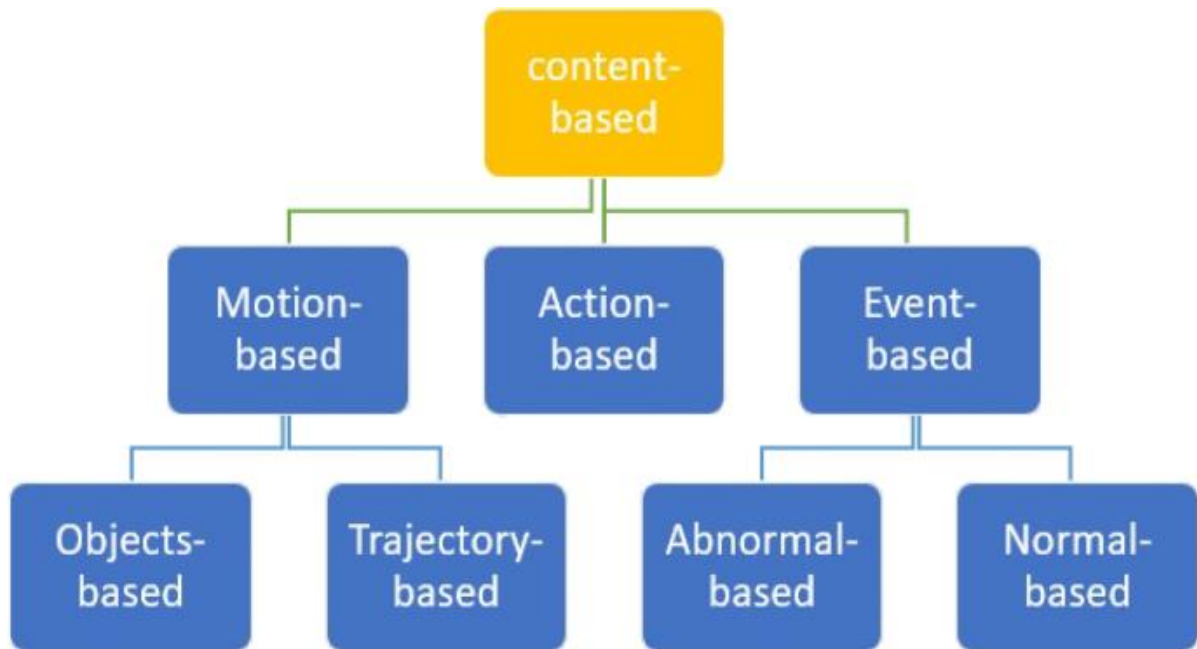 content-
based
Motion-
based
Action-
based
Event-
based
Objects-
based
Trajectory-
based
Abnormal-
based
Normal-
based